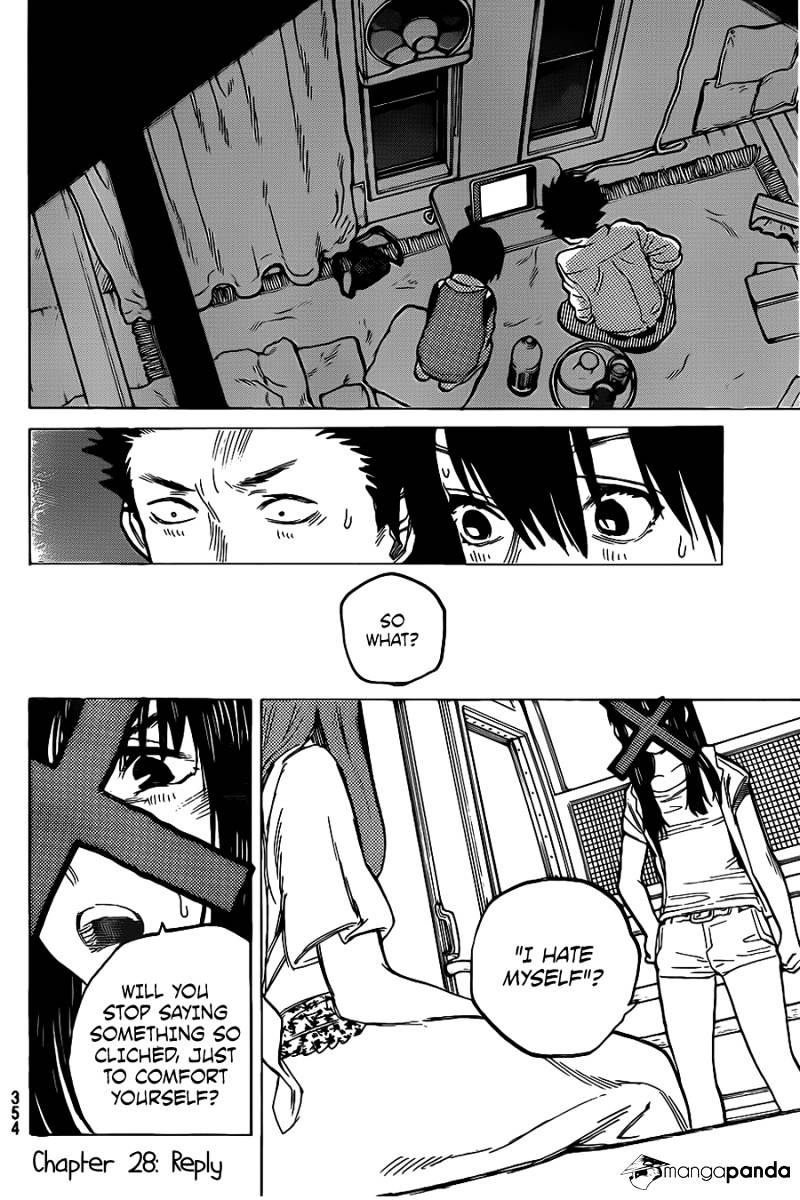 SO
WHAT?
"I HATE
MYSELF"?
WILL YOU
STOP SAYING
SOMETHING SO
CLICHED, JUST
TO COMFORT
YOURSELF?
354
Chapter 28: Reply
mangapanda